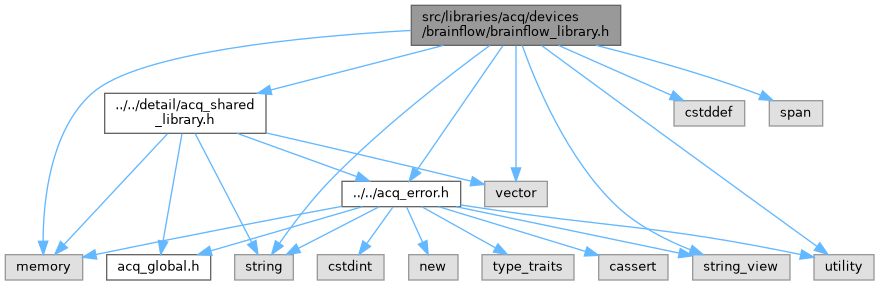 src/libraries/acq/devices
/brainflow/brainflow_library.h
../../detail/acq_shared
_library.h
cstddef
span
../../acq_error.h
vector
memory
acq_global.h
string
cstdint
new
type_traits
cassert
string_view
utility